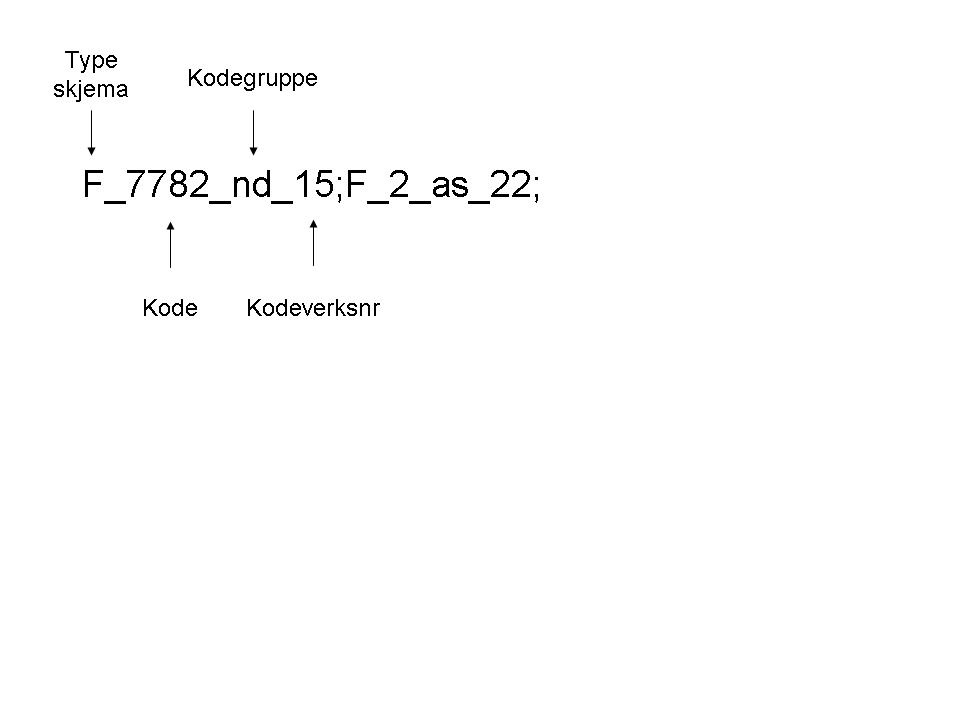 Type
skjema
Kodegruppe
F_7782_nd_15;F_2_as_22;
Kode
Kodeverksnr